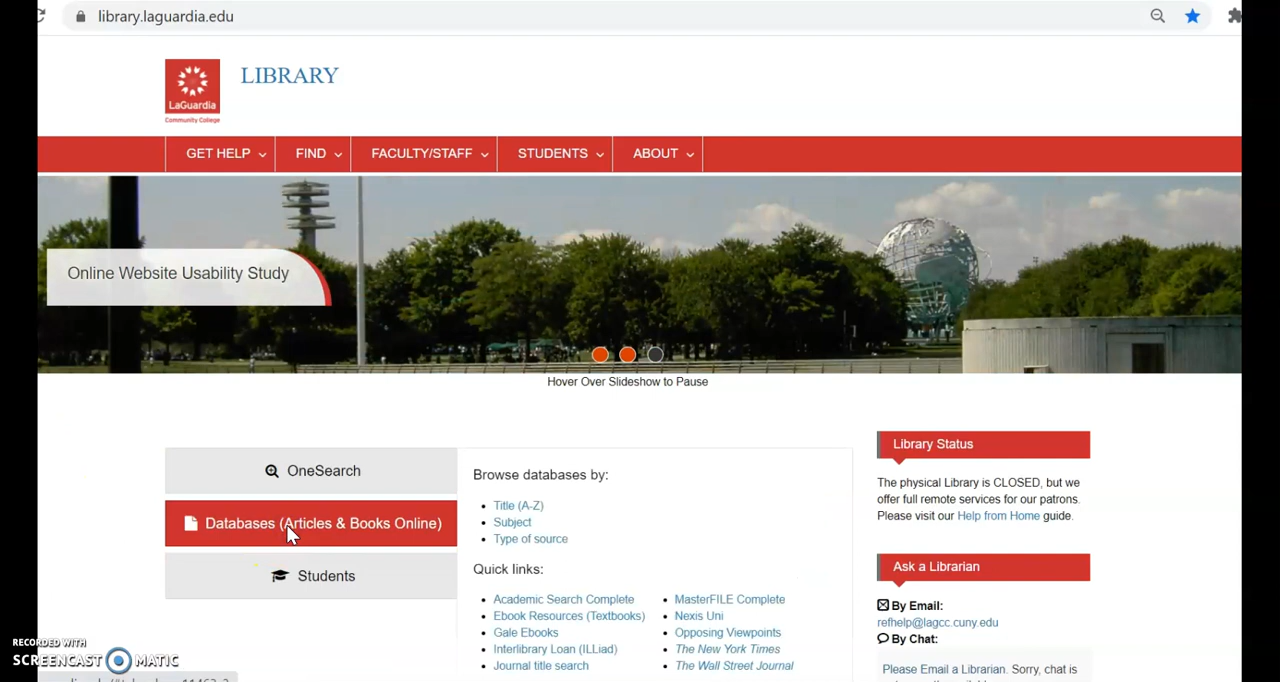 library.laguardia.edu
LaGuardia
Community College
LIBRARY
GET HELP FIND FACULTY/STAFF STUDENTS ABOUT
Online Website Usability Study
Hover Over Slideshow to Pause
OneSearch
Databases (Articles & Books Online)
Students
Browse databases by:
Title (A-Z)
Subject
Type of source
Quick links:
Academic Search Complete
Ebook Resources (Textbooks)
Gale Ebooks
Interlibrary Loan (ILLiad)
Journal title search
MasterFILE Complete
Nexis Uni
Opposing Viewpoints
The New York Times
The Wall Street Journal
Library Status
The physical Library is CLOSED, but we
offer full remote services for our patrons.
Please visit our Help from Home guide.
Ask a Librarian
By Email:
refhelp@lagcc.cuny.edu
By Chat:
Please Email a Librarian. Sorry, chat is
RECORDED WITH
SCREENCAST MATIC